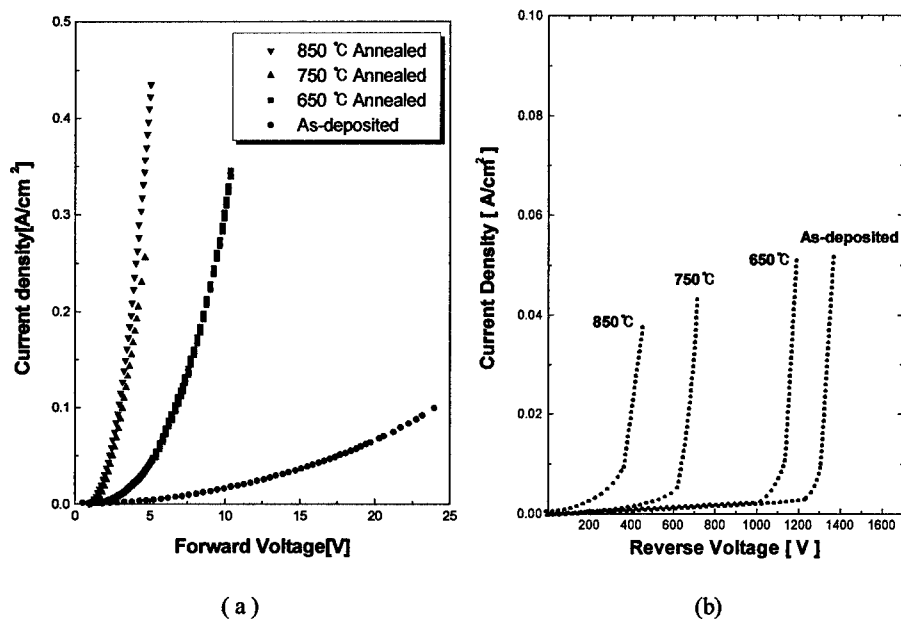 (a)
0.5
0.4
0.3
0.2
0.1
0.0
0
5
10
15
20
25
Current density[A/cm²]
Forward Voltage[V]
850 ℃ Annealed
750 ℃ Annealed
650 ℃ Annealed
As-deposited
( a )
(b)
0.10
0.08
0.06
0.04
0.02
0.00
200
400
600
800
1000
1200
1400
1600
Current Density [ A/cm² ]
Reverse Voltage [ V ]
850℃
750℃
650℃
As-deposited
(b)